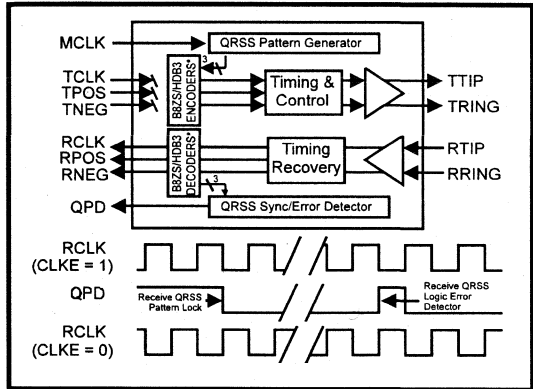 MCLK
QRSS Pattern Generator
3
TCLK
TPOS
TNEG
B8ZS/HDB3
ENCODERS*
Timing &
Control
TTIP
TRING
RCLK
RPOS
RNEG
B8ZS/HDB3
DECODERS*
Timing
Recovery
RTIP
RRING
3
QPD
QRSS Sync/Error Detector
RCLK
(CLKE = 1)
QPD
Receive QRSS
Pattern Lock
Receive QRSS
Logic Error
Detector
RCLK
(CLKE = 0)